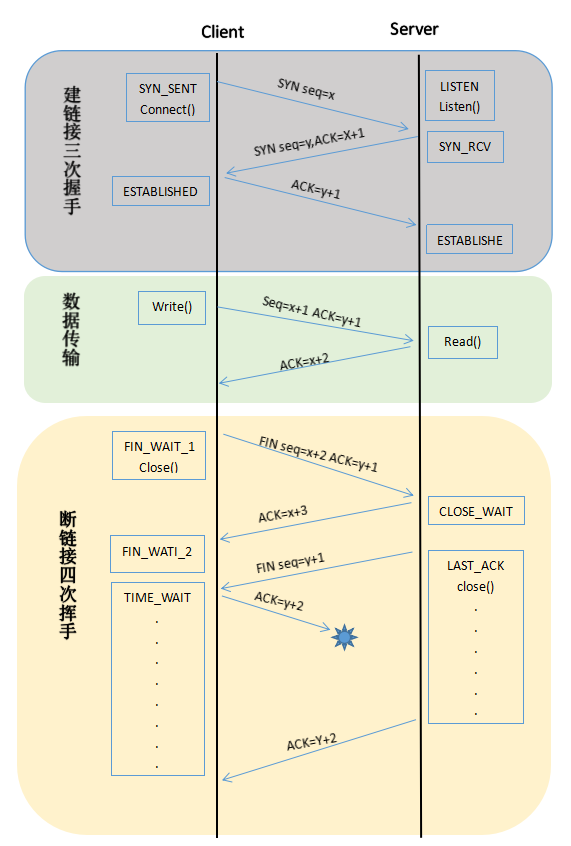 Client
Server
建链接三次握手
SYN_SENT
Connect()
SYN seq=x
LISTEN
Listen()
SYN seq=y,ACK=X+1
SYN_RCV
ESTABLISHED
ACK=y+1
ESTABLISHE
数据传输
Write()
Seq=x+1 ACK=y+1
Read()
ACK=x+2
断链接四次挥手
FIN_WAIT_1
Close()
FIN seq=x+2 ACK=y+1
CLOSE_WAIT
ACK=x+3
FIN_WATI_2
FIN seq=y+1
LAST_ACK
close()
.
.
.
.
.
.
TIME_WAIT
.
.
.
.
.
.
.
.
ACK=y+2
ACK=Y+2